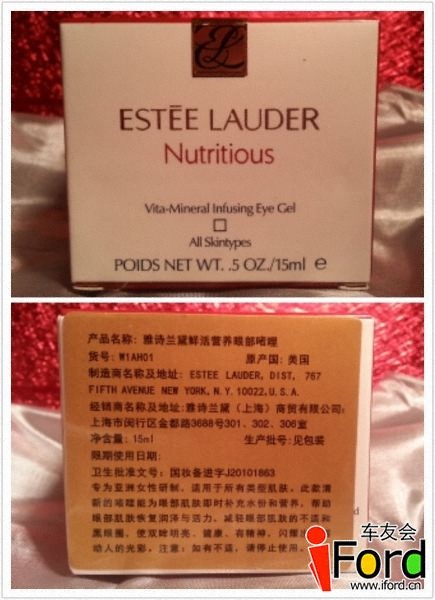 EL
ESTĒE LAUDER
Nutritious
Vita-Mineral Infusing Eye Gel
All Skintypes
POIDS NET WT. .5 OZ./15ml ℮
产品名称: 雅诗兰黛鲜活营养眼部啫哩
货号: W1AH01 原产国: 美国
制造商名称及地址: ESTEE LAUDER, DIST, 767
FIFTH AVENUE NEW YORK, N.Y.10022,U.S.A.
经销商名称及地址: 雅诗兰黛(上海)商贸有限公司:
上海市闵行区金都路3688号301、302、306室
净含量: 15ml 生产批号: 见包装
限期使用日期:
卫生批准文号: 国妆备进字J20101863
专为亚洲女性研制, 适用于所有类型肌肤, 此款清
新的啫哩能为眼部肌肤即时补充水份和营养, 帮助
眼部肌肤恢复润泽与活力, 减轻眼部肌肤的不适和
黑眼圈, 使双眸明亮、健康、有精神, 闪耀
动人的光彩, 注意: 如有不适, 请停止使用。
d
车友会
iFord
www.iford.cn